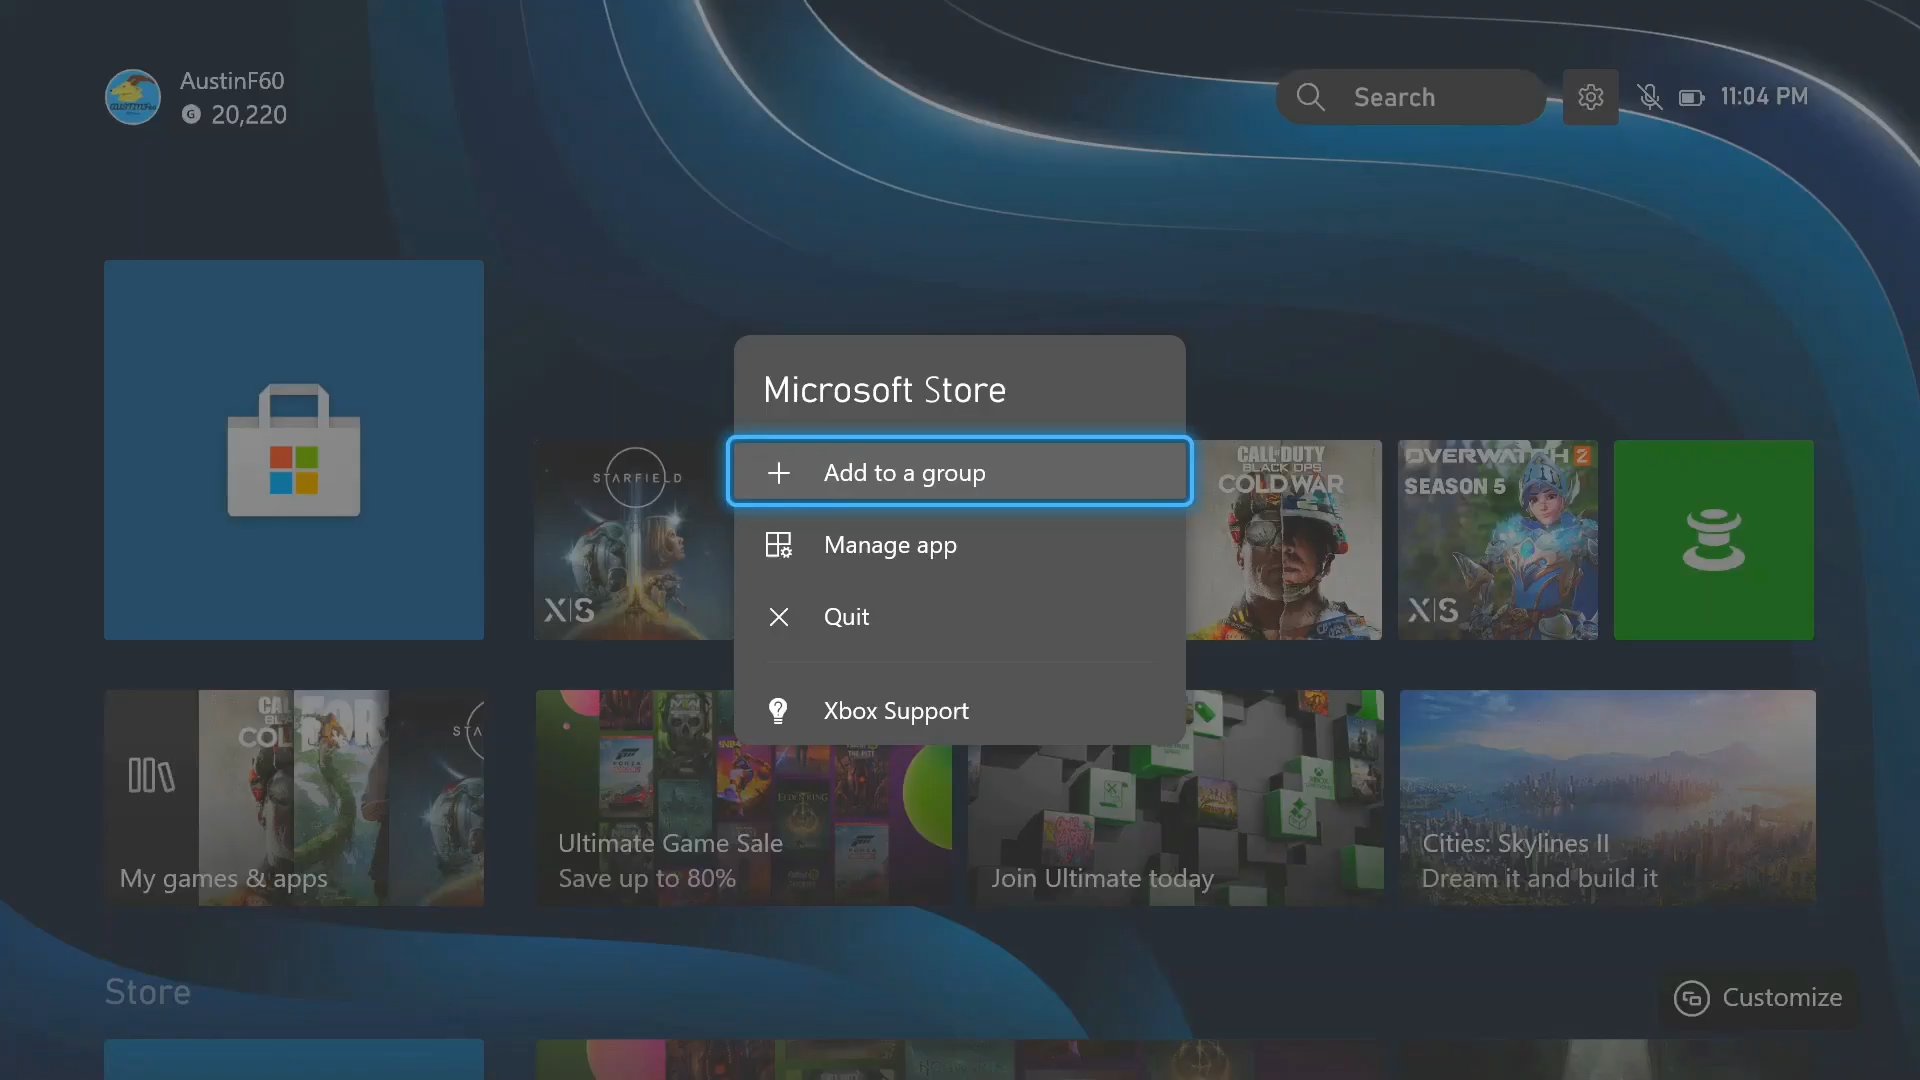 AustinF60
G 20,220
Search
11:04 PM
Microsoft Store
Add to a group
Manage app
Quit
Xbox Support
STARFIELD
X|S
CALL OF DUTY
BLACK OPS
COLD WAR
OVERWATCH 2
SEASON 5
X|S
My games & apps
Ultimate Game Sale
Save up to 80%
Join Ultimate today
Cities: Skylines II
Dream it and build it
Store
Customize